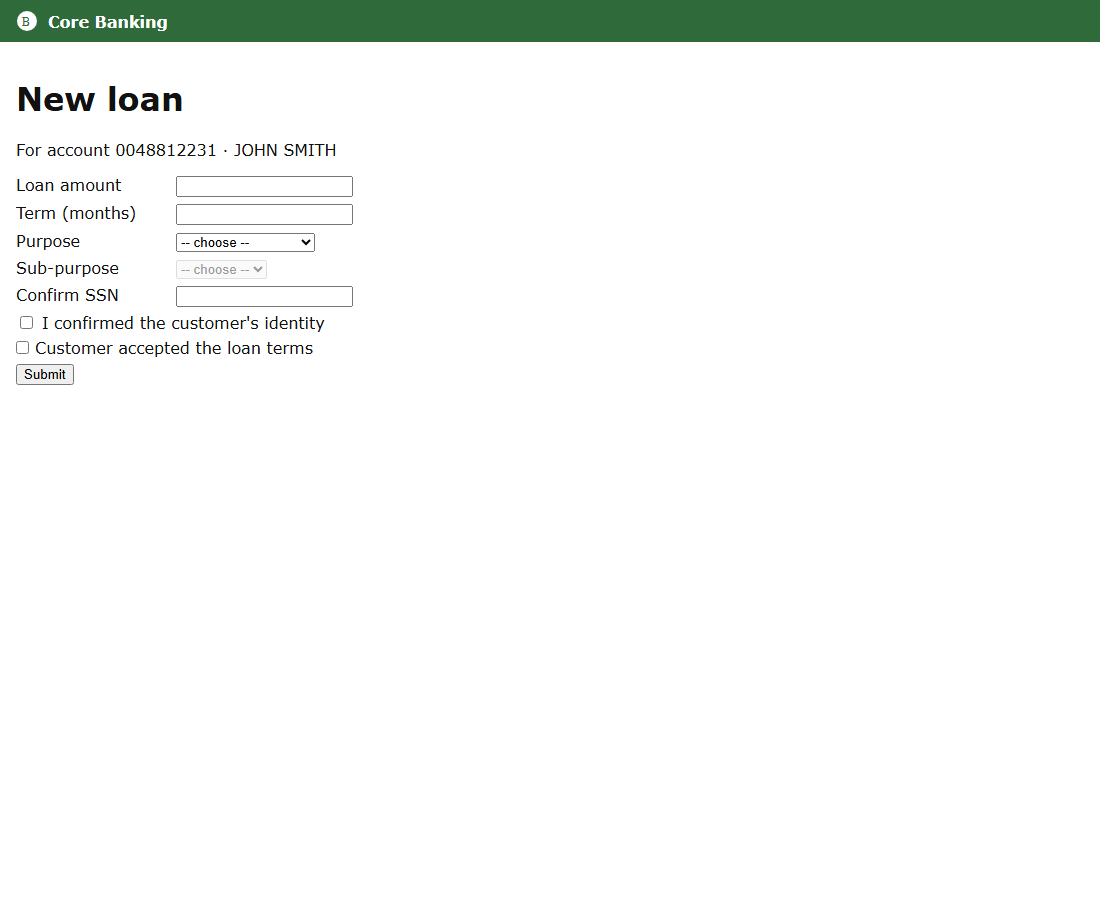 B Core Banking
New loan
For account 0048812231 · JOHN SMITH
Loan amount
Term (months)
Purpose -- choose --
Sub-purpose -- choose --
Confirm SSN
I confirmed the customer's identity
Customer accepted the loan terms
Submit